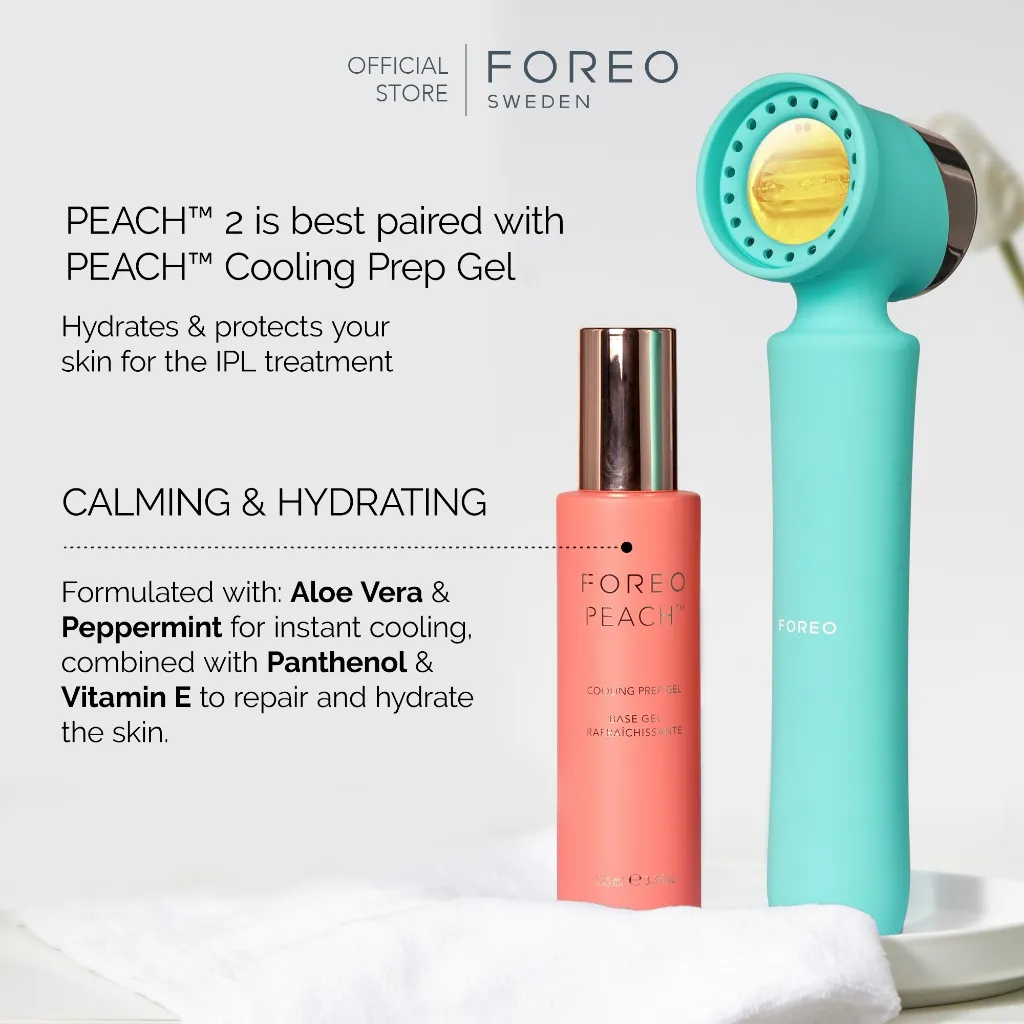 OFFICIAL
STORE
FOREO
SWEDEN
PEACH™ 2 is best paired with
PEACH™ Cooling Prep Gel
Hydrates & protects your
skin for the IPL treatment
CALMING & HYDRATING
Formulated with: Aloe Vera &
Peppermint for instant cooling,
combined with Panthenol &
Vitamin E to repair and hydrate
the skin.
FOREO
PEACH™
COOLING PREP GEL
BASE GEL
RAFRAÎCHISSANTE
FOREO